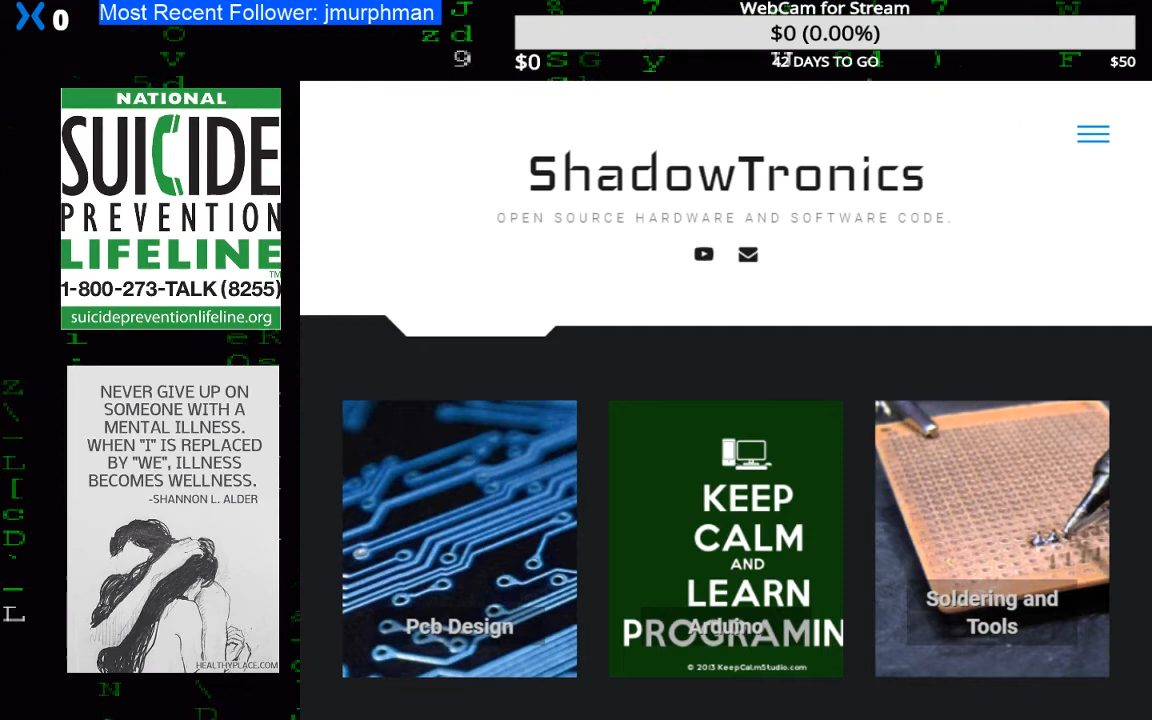 0
Most Recent Follower: jmurphman
WebCam for Stream
$0 (0.00%)
$0
42 DAYS TO GO
$50
NATIONAL
SUICIDE
PREVENTION
LIFELINE
TM
1-800-273-TALK (8255)
suicidepreventionlifeline.org
NEVER GIVE UP ON
SOMEONE WITH A
MENTAL ILLNESS.
WHEN "I" IS REPLACED
BY "WE", ILLNESS
BECOMES WELLNESS.
-SHANNON L. ALDER
HEALTHYPLACE.COM
ShadowTronics
OPEN SOURCE HARDWARE AND SOFTWARE CODE.
Pcb Design
KEEP
CALM
AND
LEARN
PROGRAMIN
Arduino
© 2013 KeepCalmStudio.com
Soldering and
Tools